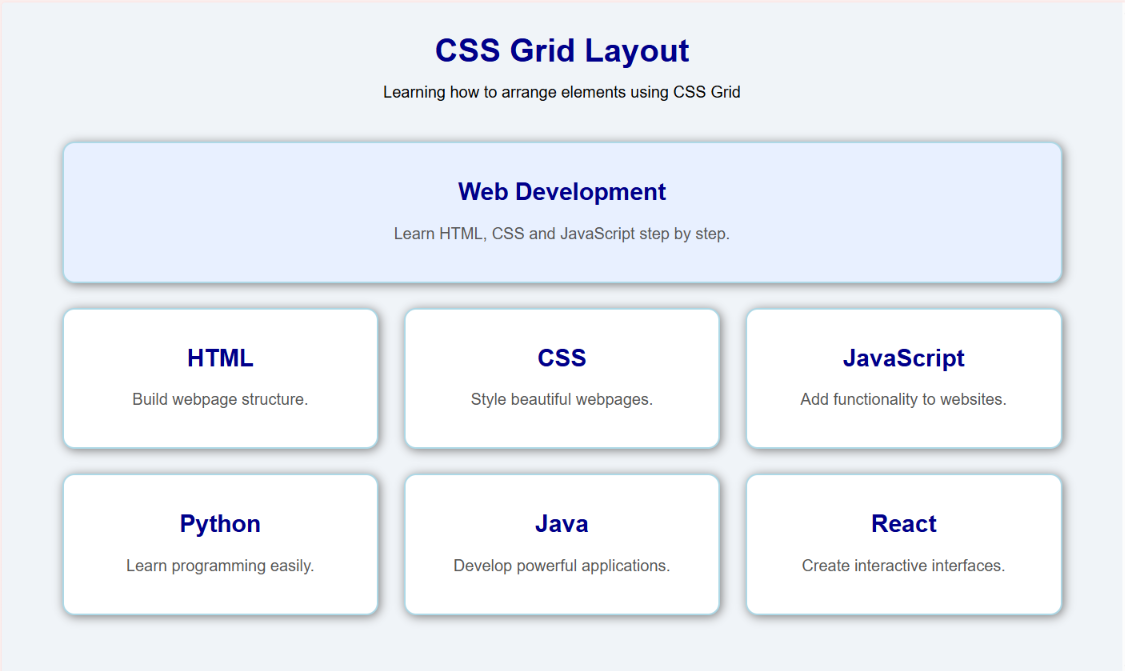 CSS Grid Layout
Learning how to arrange elements using CSS Grid
Web Development
Learn HTML, CSS and JavaScript step by step.
HTML
Build webpage structure.
CSS
Style beautiful webpages.
JavaScript
Add functionality to websites.
Python
Learn programming easily.
Java
Develop powerful applications.
React
Create interactive interfaces.